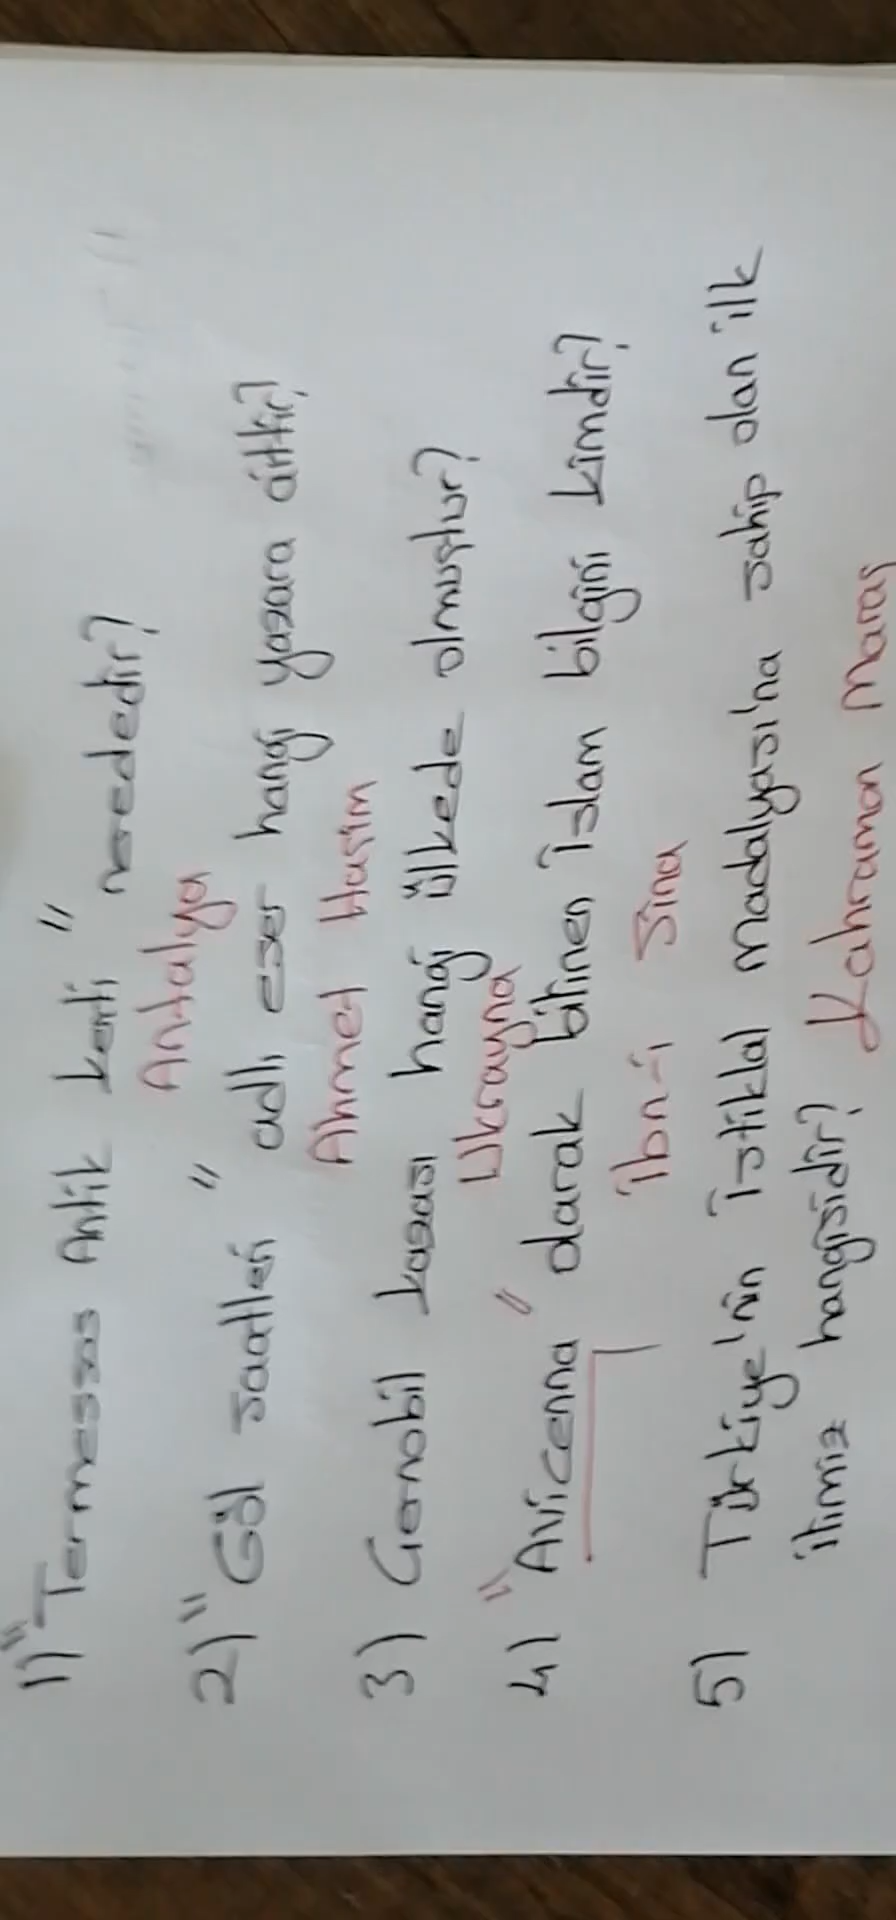 1) "Termessos Antik kenti" nerededir?
Antalya
2) "Göl saatleri" adlı eser hangi yazara aittir?
Ahmet Haşim
3) Çernobil kazası hangi ülkede olmuştur?
Ukrayna
4) "Avicenna" olarak bilinen İslam bilgini kimdir?
İbn-i Sina
5) Türkiye'nin İstiklal madalyası'na sahip olan ilk
ilimiz hangisidir? Kahraman Maraş